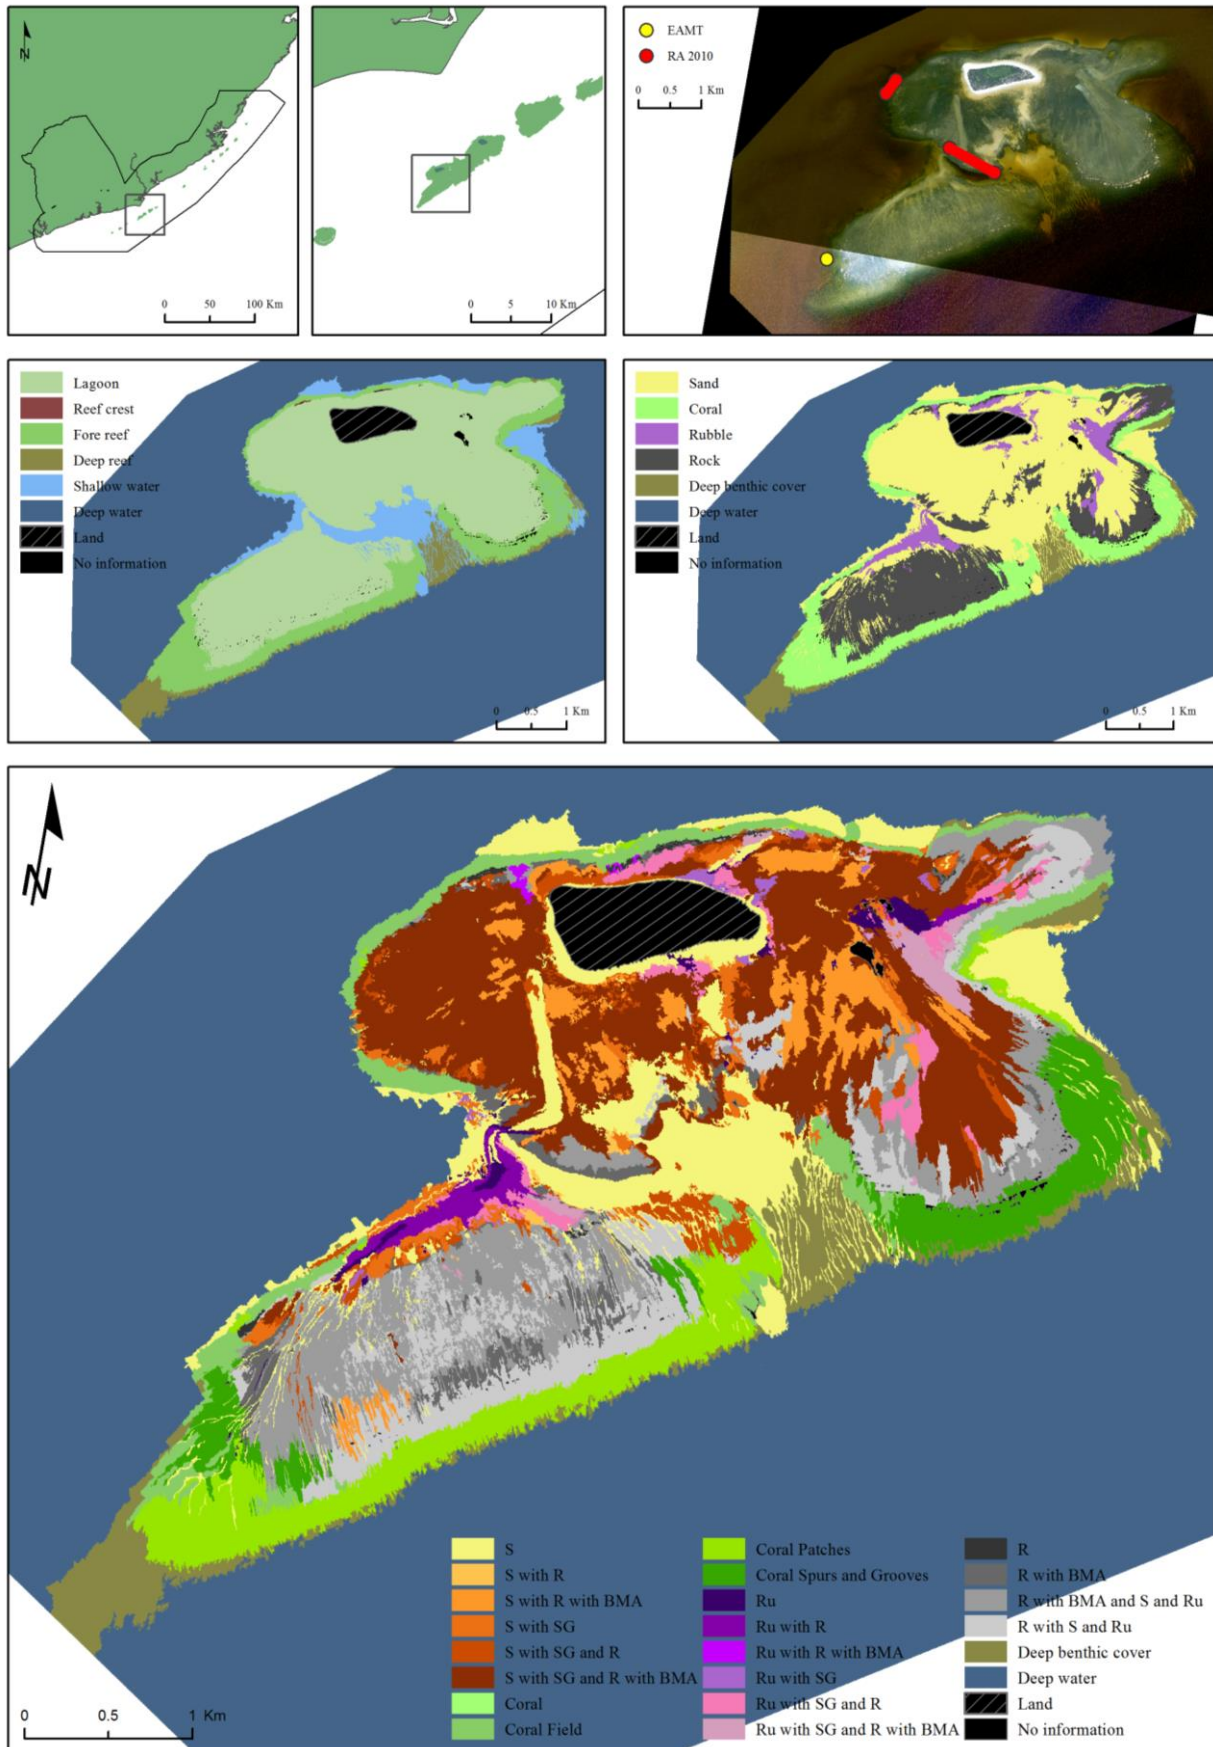 N
0 50 100 Km
0 5 10 Km
EAMT
RA 2010
0 0.5 1 Km
Lagoon
Reef crest
Fore reef
Deep reef
Shallow water
Deep water
Land
No information
0 0.5 1 Km
Sand
Coral
Rubble
Rock
Deep benthic cover
Deep water
Land
No information
0 0.5 1 Km
N
S
S with R
S with R with BMA
S with SG
S with SG and R
S with SG and R with BMA
Coral
Coral Field
Coral Patches
Coral Spurs and Grooves
Ru
Ru with R
Ru with R with BMA
Ru with SG
Ru with SG and R
Ru with SG and R with BMA
R
R with BMA
R with BMA and S and Ru
R with S and Ru
Deep benthic cover
Deep water
Land
No information
0 0.5 1 Km